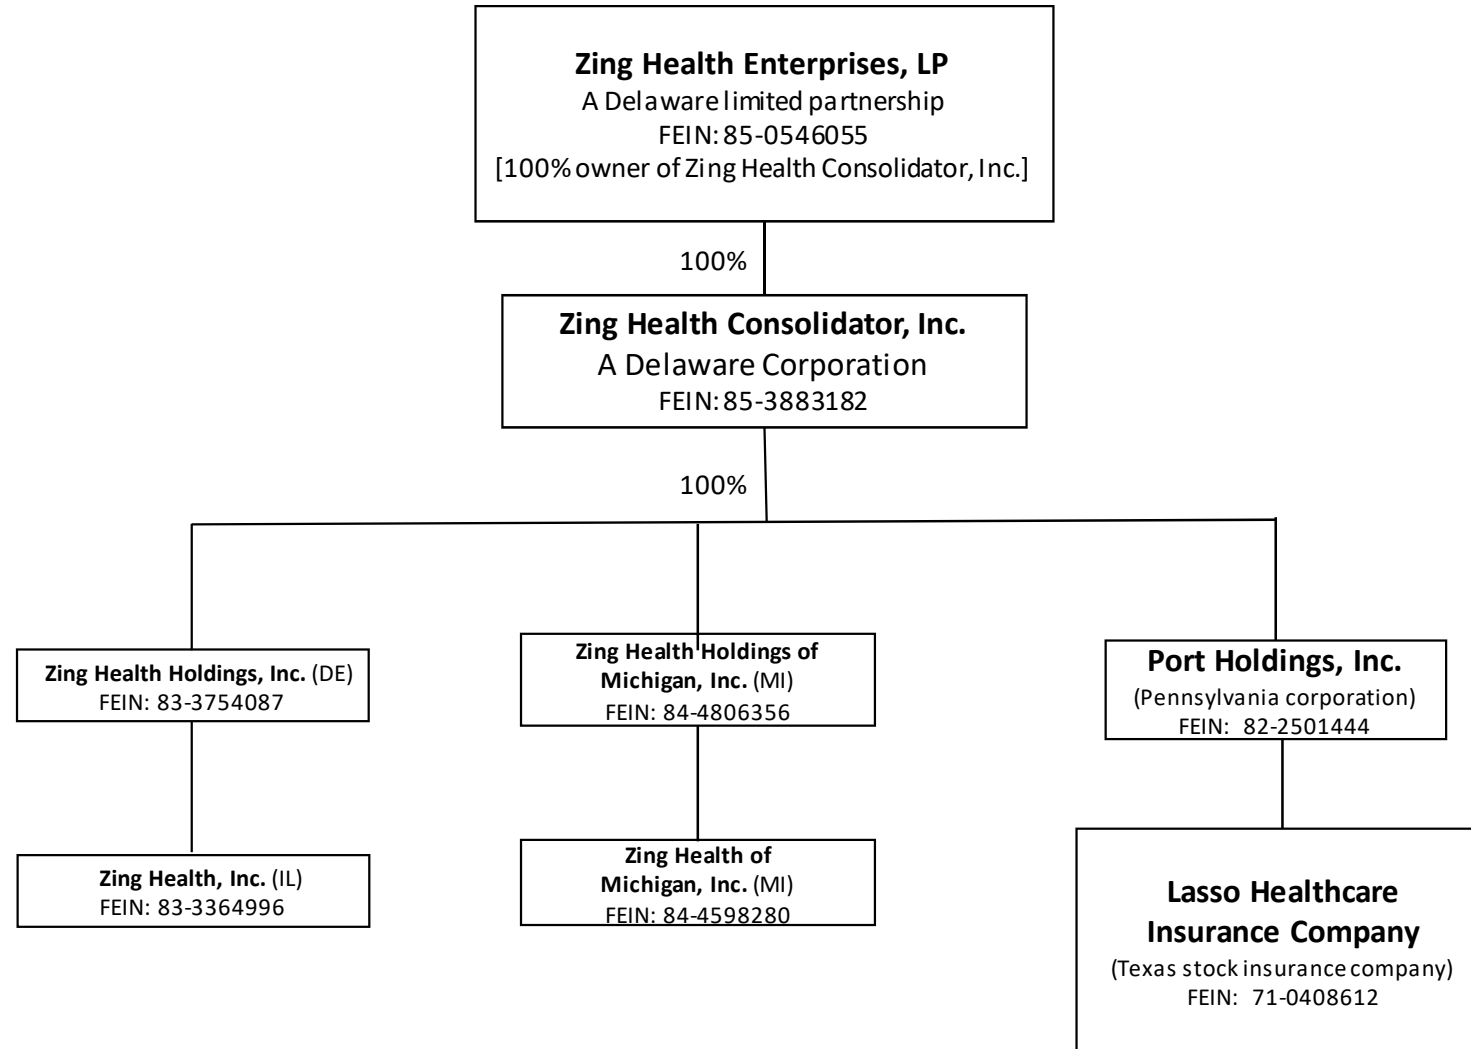 Zing Health Enterprises, LP
A Delaware limited partnership
FEIN: 85-0546055
[100% owner of Zing Health Consolidator, Inc.]
100%
Zing Health Consolidator, Inc.
A Delaware Corporation
FEIN: 85-3883182
100%
Zing Health Holdings, Inc. (DE)
FEIN: 83-3754087
Zing Health Holdings of
Michigan, Inc. (MI)
FEIN: 84-4806356
Port Holdings, Inc.
(Pennsylvania corporation)
FEIN: 82-2501444
Zing Health, Inc. (IL)
FEIN: 83-3364996
Zing Health of
Michigan, Inc. (MI)
FEIN: 84-4598280
Lasso Healthcare
Insurance Company
(Texas stock insurance company)
FEIN: 71-0408612